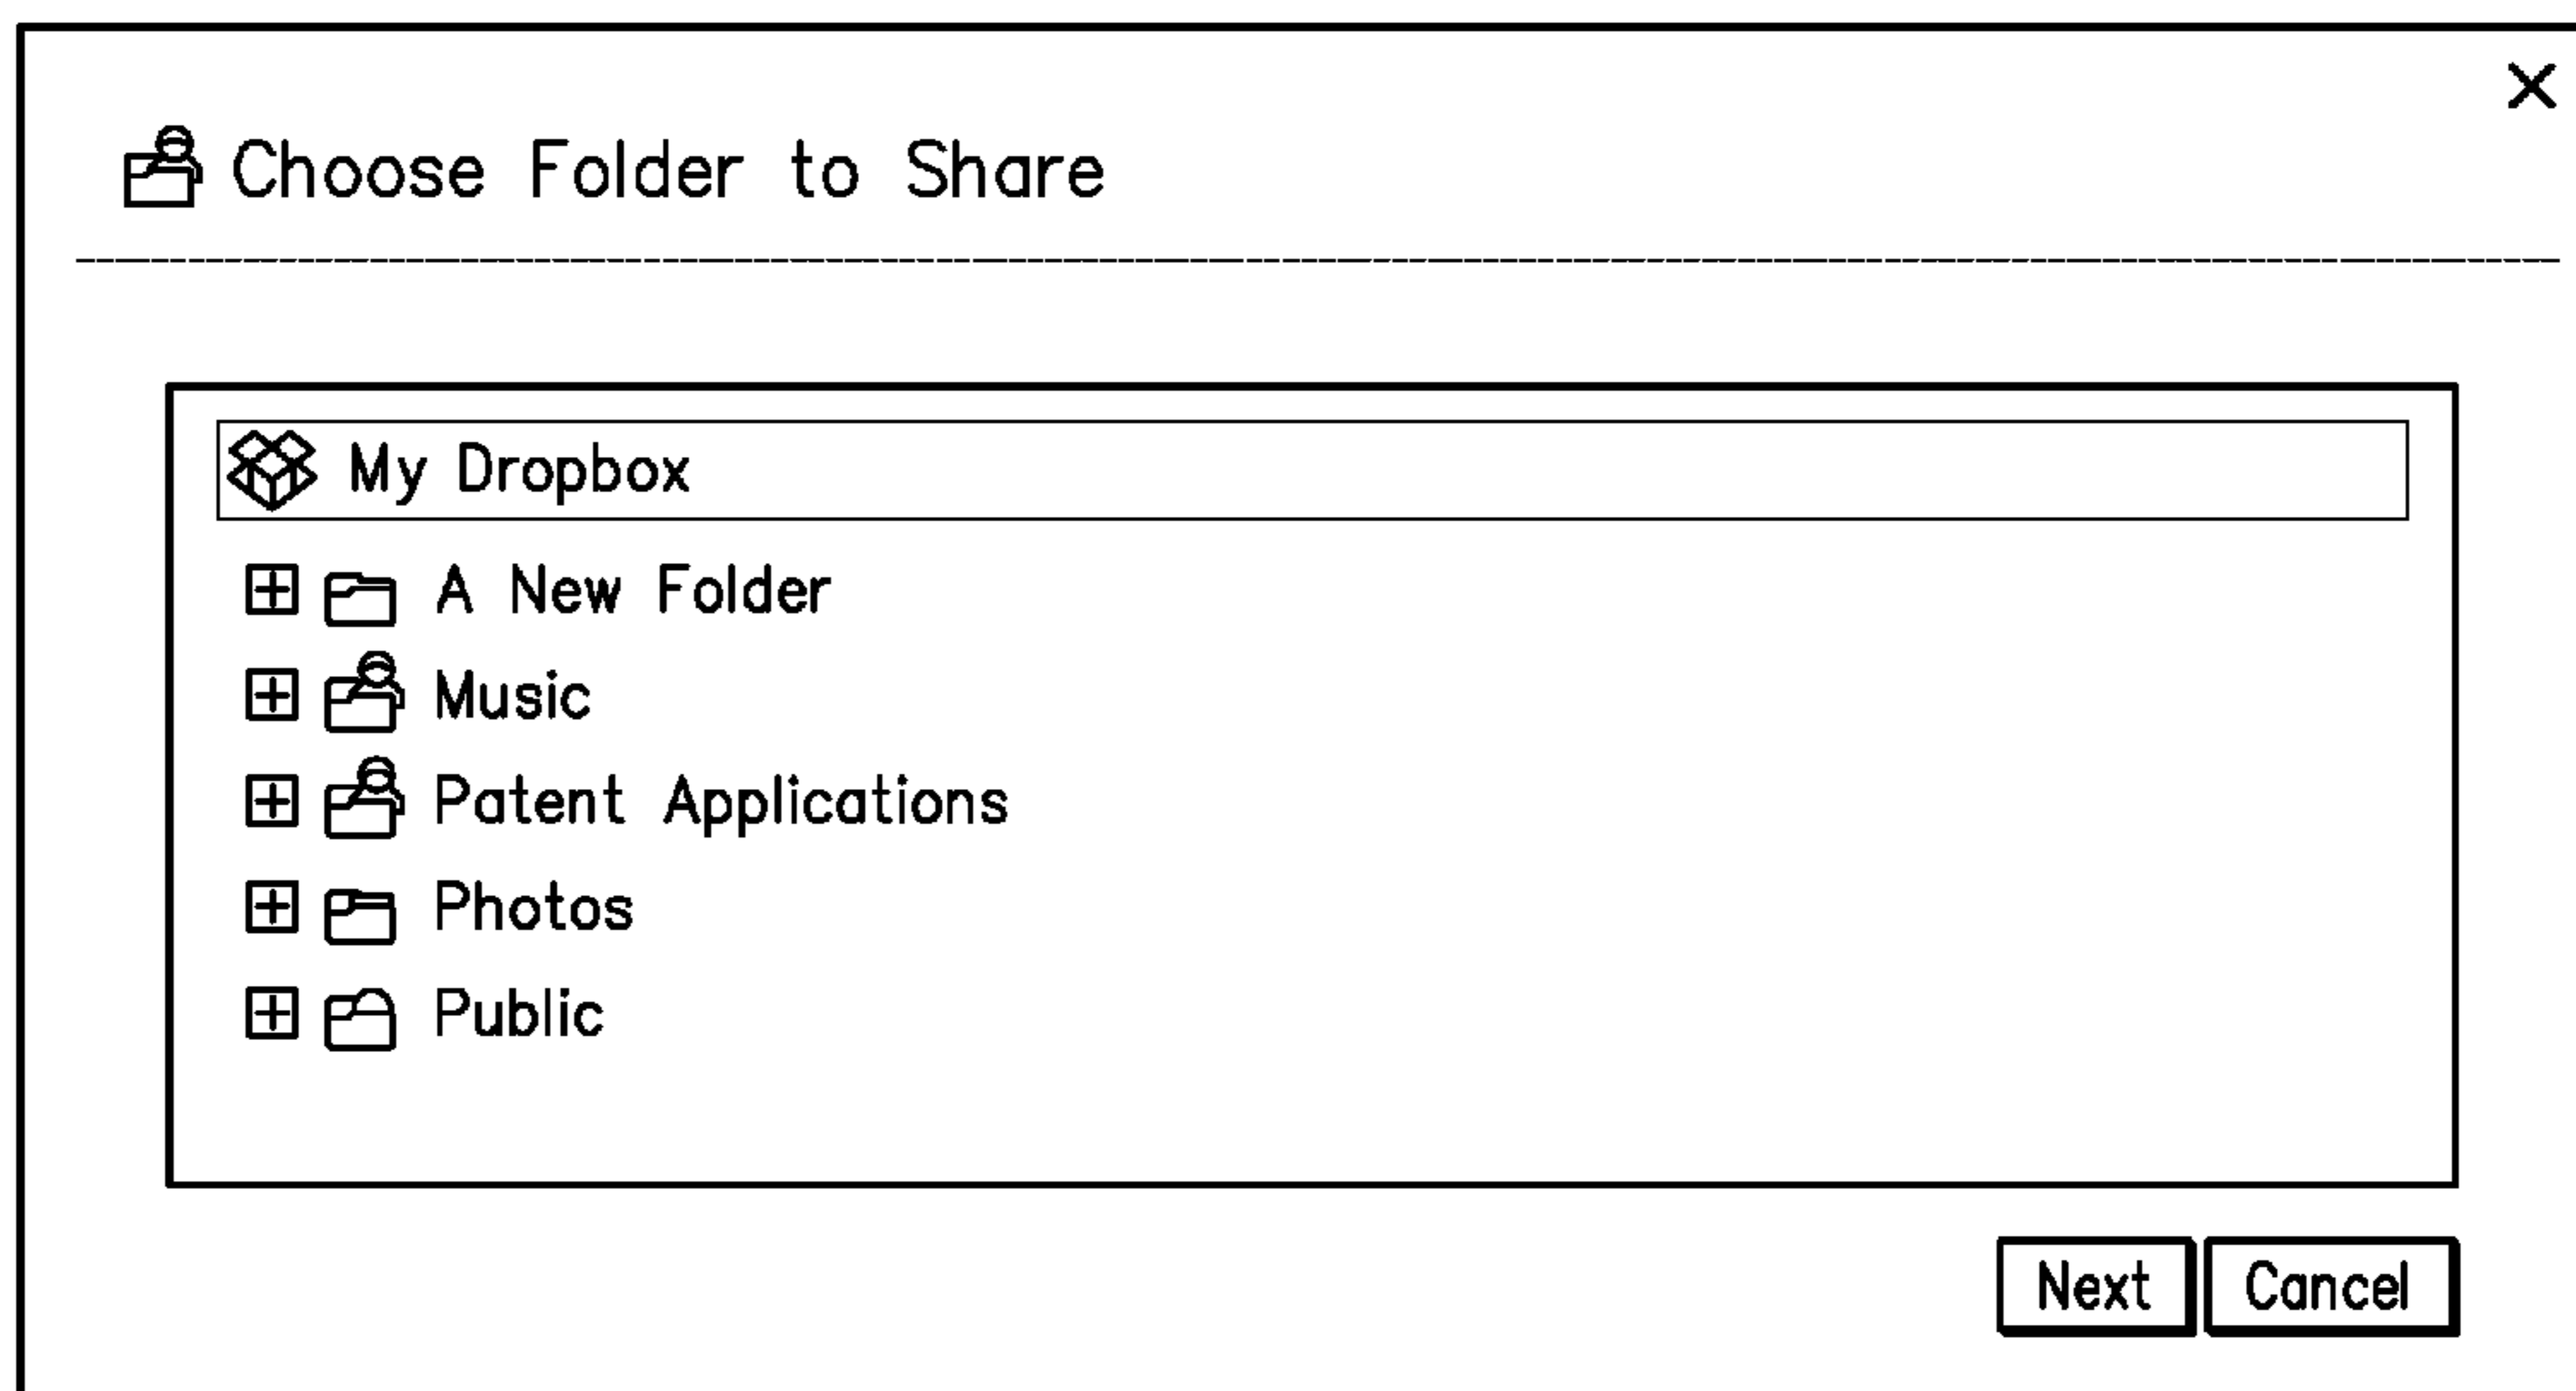 Choose Folder to Share
My Dropbox
A New Folder
Music
Patent Applications
Photos
Public
Next Cancel